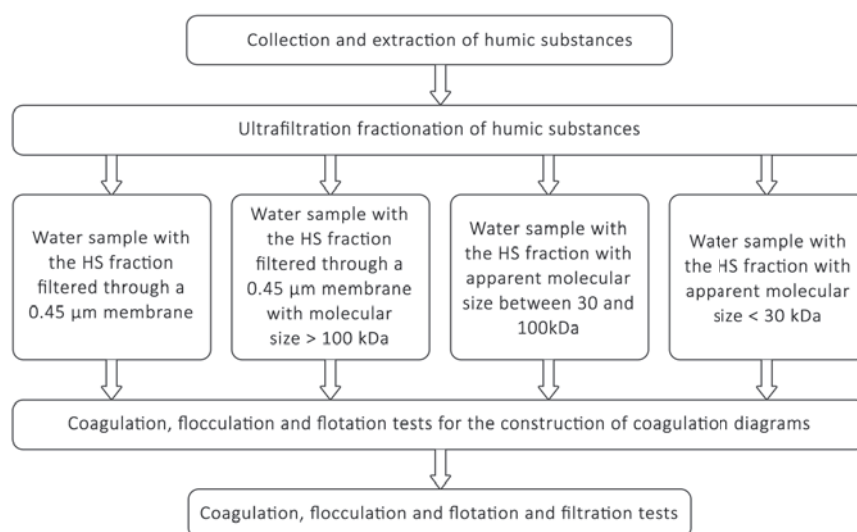 Collection and extraction of humic substances
Ultrafiltration fractionation of humic substances
Water sample with
the HS fraction
filtered through a
0.45 µm membrane
Water sample with
the HS fraction
filtered through a
0.45 µm membrane
with molecular
size > 100 kDa
Water sample with
the HS fraction with
apparent molecular
size between 30 and
100kDa
Water sample with
the HS fraction with
apparent molecular
size < 30 kDa
Coagulation, flocculation and flotation tests for the construction of coagulation diagrams
Coagulation, flocculation and flotation and filtration tests